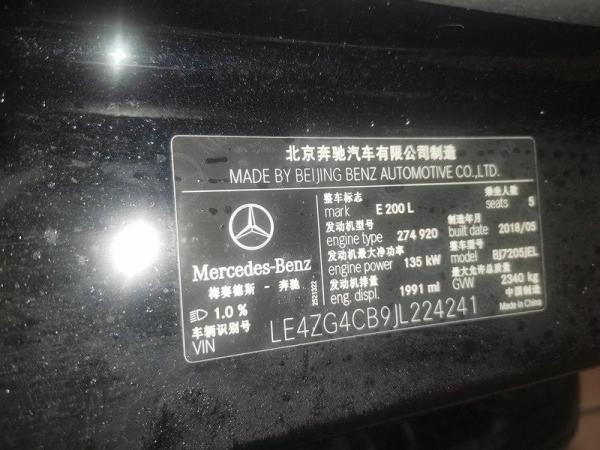 北京奔驰汽车有限公司制造
MADE BY BEIJING BENZ AUTOMOTIVE CO.,LTD.
Mercedes-Benz
梅赛德斯 - 奔驰
1.0 %
2521322
整车标志 乘坐人数
mark E 200 L seats 5
发动机型号 制造年月
engine type 274 920 built date 2018/05
发动机最大净功率 整车型号
engine power 135 kW model BJ7205JEL
发动机排量 最大允许总质量
eng. displ. 1991 ml GVW 2340 kg
中国制造
Made in China
车辆识别号
VIN LE4ZG4CB9JL224241